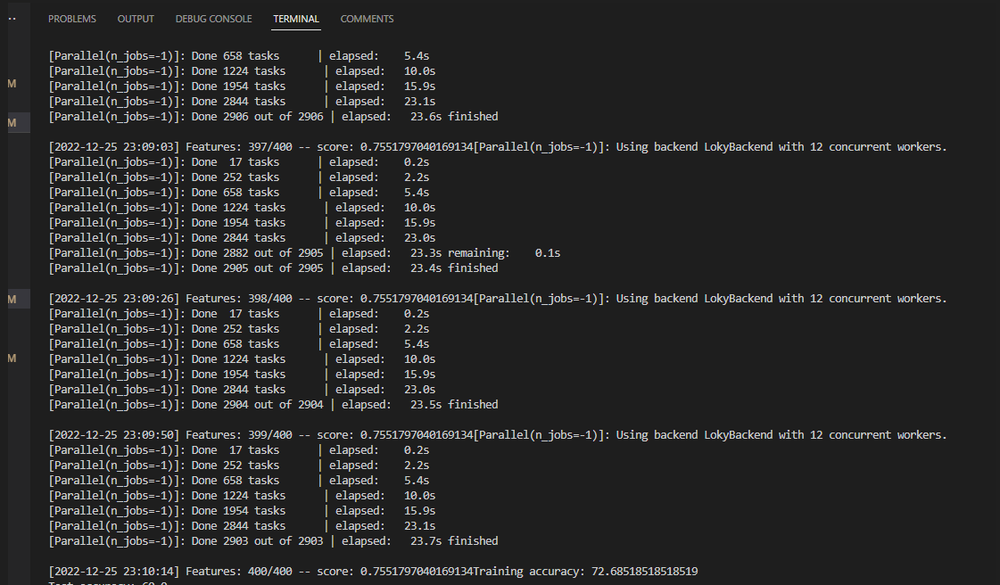 PROBLEMS OUTPUT DEBUG CONSOLE TERMINAL COMMENTS
[Parallel(n_jobs=-1)]: Done 658 tasks | elapsed: 5.4s
[Parallel(n_jobs=-1)]: Done 1224 tasks | elapsed: 10.0s
M [Parallel(n_jobs=-1)]: Done 1954 tasks | elapsed: 15.9s
[Parallel(n_jobs=-1)]: Done 2844 tasks | elapsed: 23.1s
M [Parallel(n_jobs=-1)]: Done 2906 out of 2906 | elapsed: 23.6s finished
[2022-12-25 23:09:03] Features: 397/400 -- score: 0.7551797040169134[Parallel(n_jobs=-1)]: Using backend LokyBackend with 12 concurrent workers.
[Parallel(n_jobs=-1)]: Done 17 tasks | elapsed: 0.2s
[Parallel(n_jobs=-1)]: Done 252 tasks | elapsed: 2.2s
[Parallel(n_jobs=-1)]: Done 658 tasks | elapsed: 5.4s
[Parallel(n_jobs=-1)]: Done 1224 tasks | elapsed: 10.0s
[Parallel(n_jobs=-1)]: Done 1954 tasks | elapsed: 15.9s
[Parallel(n_jobs=-1)]: Done 2844 tasks | elapsed: 23.0s
[Parallel(n_jobs=-1)]: Done 2882 out of 2905 | elapsed: 23.3s remaining: 0.1s
[Parallel(n_jobs=-1)]: Done 2905 out of 2905 | elapsed: 23.4s finished
M [2022-12-25 23:09:26] Features: 398/400 -- score: 0.7551797040169134[Parallel(n_jobs=-1)]: Using backend LokyBackend with 12 concurrent workers.
[Parallel(n_jobs=-1)]: Done 17 tasks | elapsed: 0.2s
[Parallel(n_jobs=-1)]: Done 252 tasks | elapsed: 2.2s
[Parallel(n_jobs=-1)]: Done 658 tasks | elapsed: 5.4s
M [Parallel(n_jobs=-1)]: Done 1224 tasks | elapsed: 10.0s
[Parallel(n_jobs=-1)]: Done 1954 tasks | elapsed: 15.9s
[Parallel(n_jobs=-1)]: Done 2844 tasks | elapsed: 23.0s
[Parallel(n_jobs=-1)]: Done 2904 out of 2904 | elapsed: 23.5s finished
[2022-12-25 23:09:50] Features: 399/400 -- score: 0.7551797040169134[Parallel(n_jobs=-1)]: Using backend LokyBackend with 12 concurrent workers.
[Parallel(n_jobs=-1)]: Done 17 tasks | elapsed: 0.2s
[Parallel(n_jobs=-1)]: Done 252 tasks | elapsed: 2.2s
[Parallel(n_jobs=-1)]: Done 658 tasks | elapsed: 5.4s
[Parallel(n_jobs=-1)]: Done 1224 tasks | elapsed: 10.0s
[Parallel(n_jobs=-1)]: Done 1954 tasks | elapsed: 15.9s
[Parallel(n_jobs=-1)]: Done 2844 tasks | elapsed: 23.1s
[Parallel(n_jobs=-1)]: Done 2903 out of 2903 | elapsed: 23.7s finished
[2022-12-25 23:10:14] Features: 400/400 -- score: 0.7551797040169134Training accuracy: 72.68518518518519